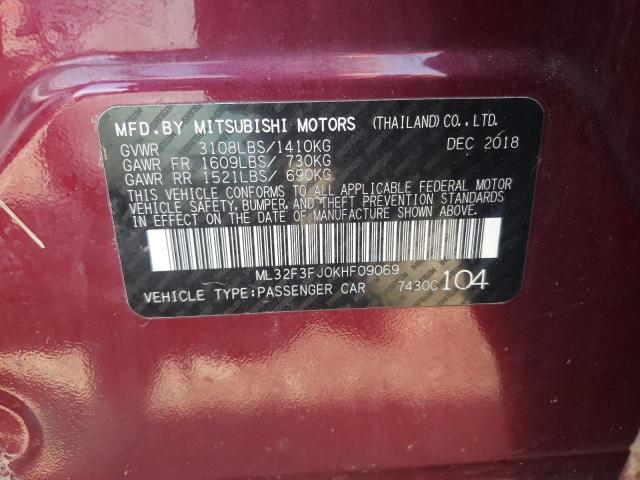 MFD.BY MITSUBISHI MOTORS (THAILAND)CO.,LTD.
GVWR 3108LBS/1410KG DEC 2018
GAWR FR 1609LBS/ 730KG
GAWR RR 1521LBS/ 690KG
THIS VEHICLE CONFORMS TO ALL APPLICABLE FEDERAL MOTOR
VEHICLE SAFETY, BUMPER, AND THEFT PREVENTION STANDARDS
IN EFFECT ON THE DATE OF MANUFACTURE SHOWN ABOVE.
ML32F3FJ0KHF09069
VEHICLE TYPE:PASSENGER CAR 7430C104